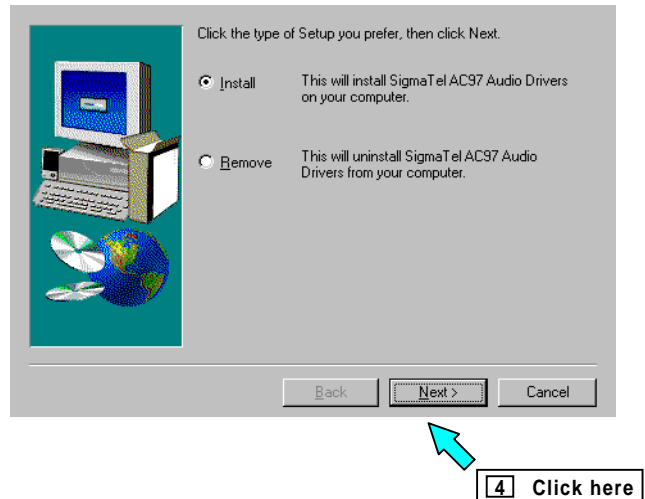 Click the type of Setup you prefer, then click Next.
Install
This will install SigmaTel AC97 Audio Drivers
on your computer.
Remove
This will uninstall SigmaTel AC97 Audio
Drivers from your computer.
Back
Next >
Cancel
4 Click here